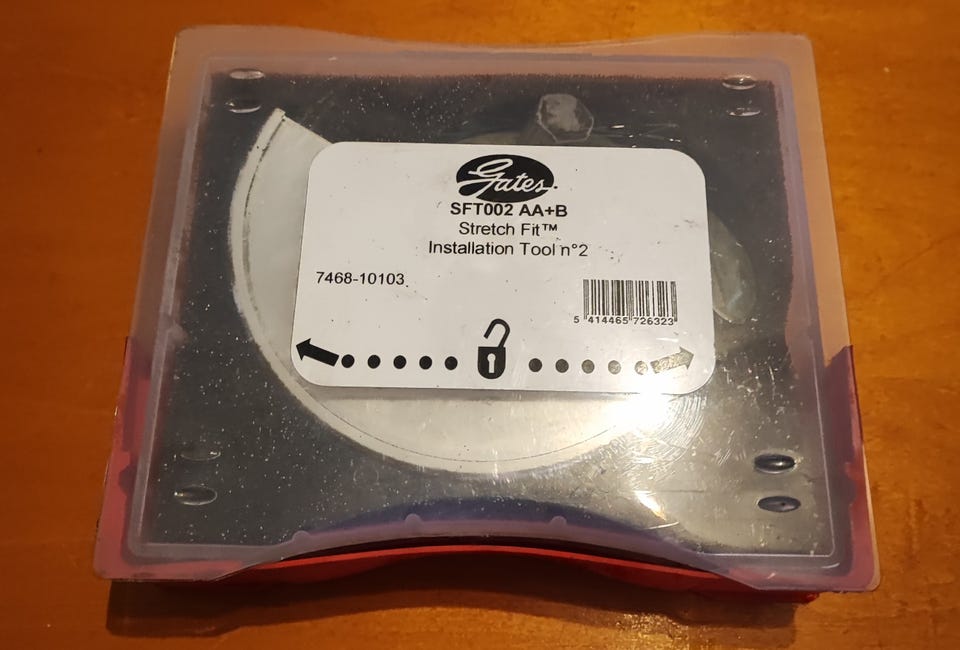 Gates
SFT002 AA+B
Stretch Fit™
Installation Tool n°2
7468-10103
5 414465 726323